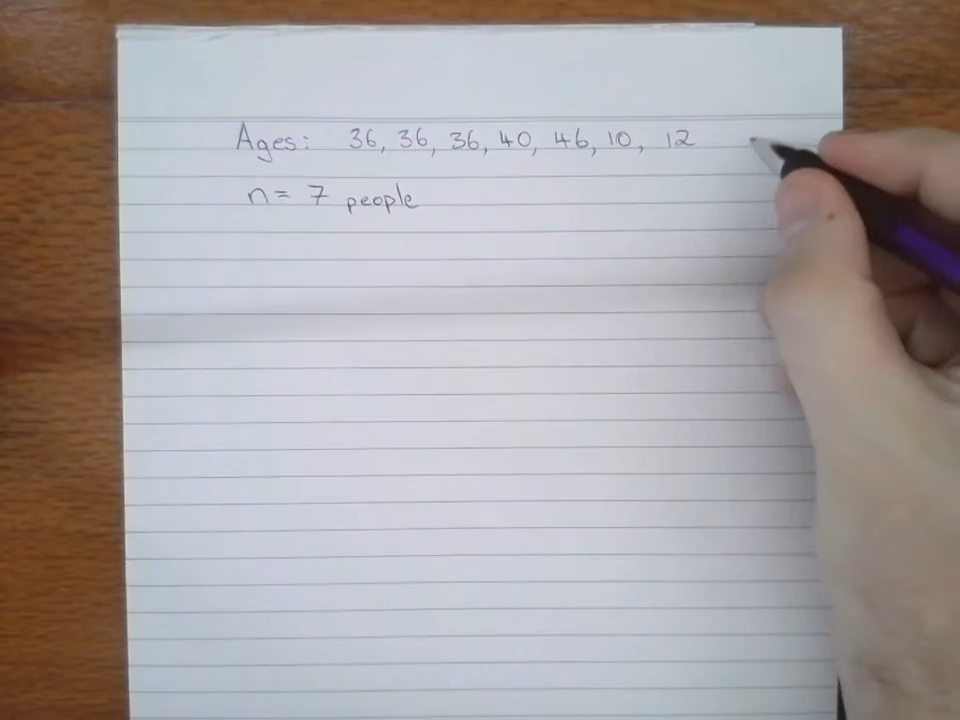 Ages: 36, 36, 36, 40, 46, 10, 12
n = 7 people